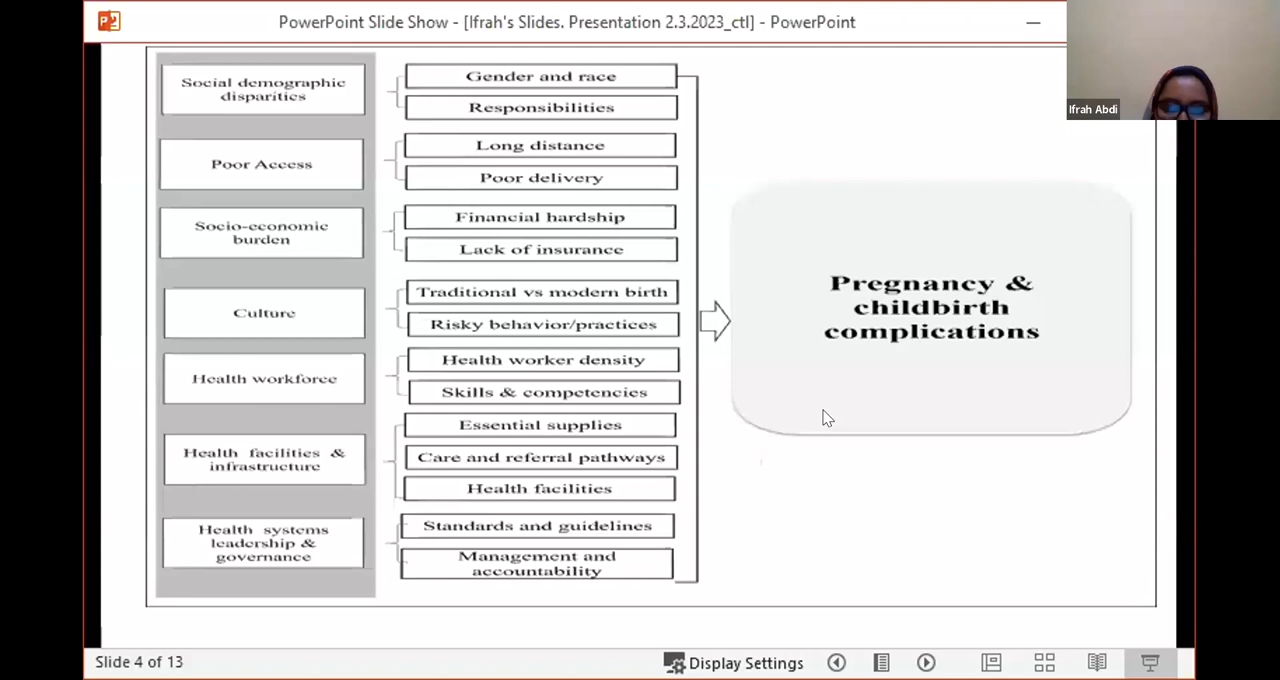 PowerPoint Slide Show - [Ifrah's Slides. Presentation 2.3.2023_ctl] - PowerPoint
Ifrah Abdi
Social demographic
disparities
Gender and race
Responsibilities
Poor Access
Long distance
Poor delivery
Socio-economic
burden
Financial hardship
Lack of insurance
Culture
Traditional vs modern birth
Risky behavior/practices
Health workforce
Health worker density
Skills & competencies
Health facilities &
infrastructure
Essential supplies
Care and referral pathways
Health facilities
Health systems
leadership &
governance
Standards and guidelines
Management and
accountability
Pregnancy &
childbirth
complications
Slide 4 of 13
Display Settings